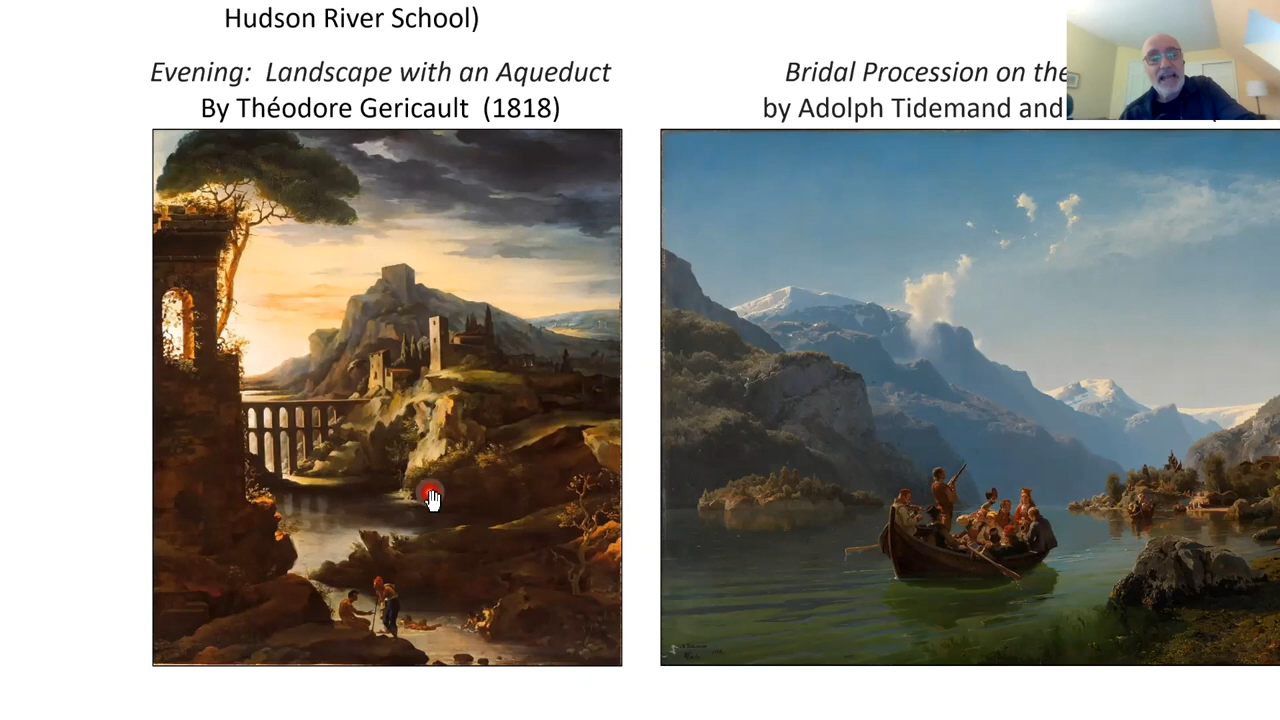 Hudson River School)
Evening: Landscape with an Aqueduct
By Théodore Gericault (1818)
Bridal Procession on the
by Adolph Tidemand and